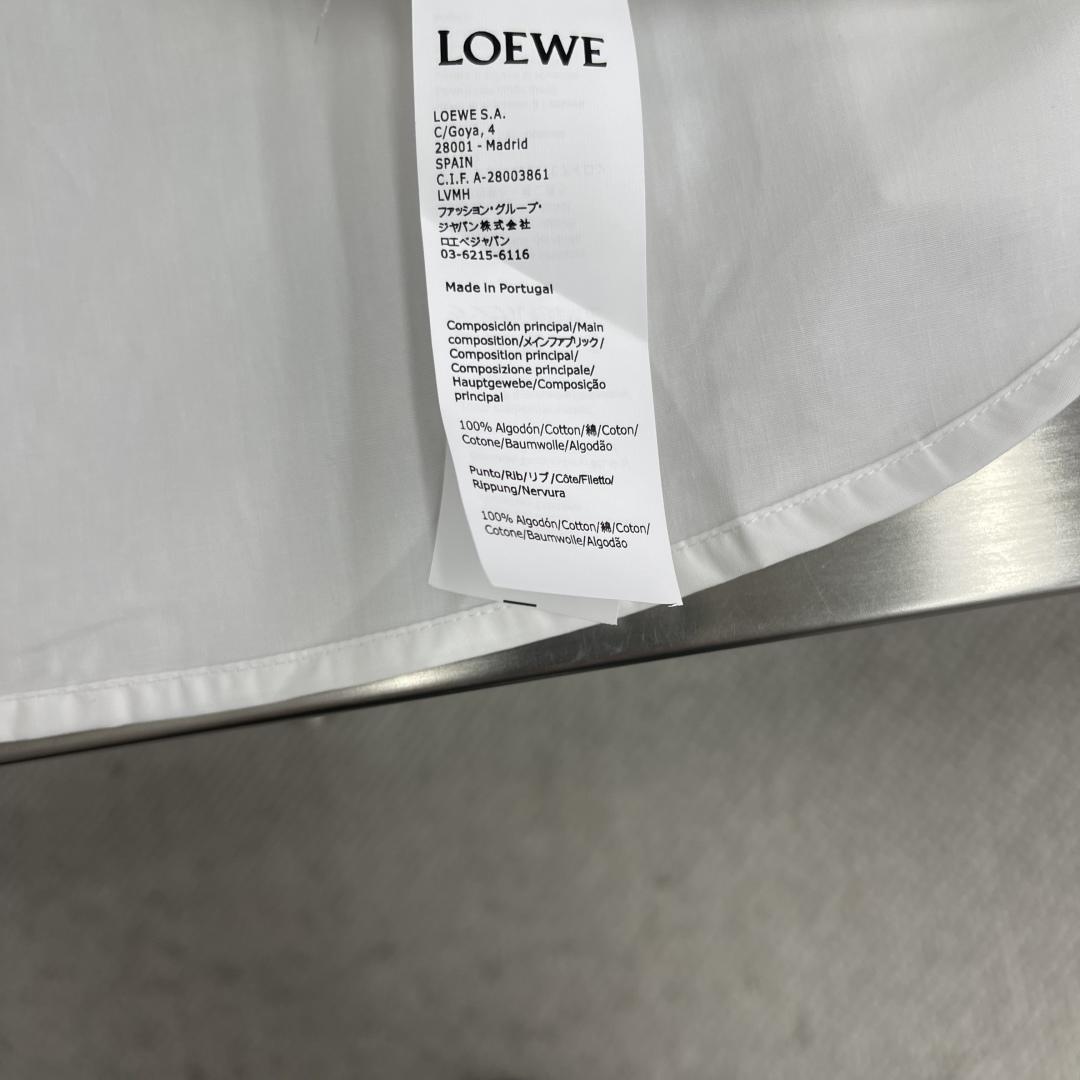 LOEWE
LOEWE S.A.
C/Goya, 4
28001 - Madrid
SPAIN
C.I.F. A-28003861
LVMH
ファッション・グループ・
ジャパン株式会社
ロエベジャパン
03-6215-6116
Made in Portugal
Composición principal/Main
composition/メインファブリック/
Composition principal/
Composizione principale/
Hauptgewebe/Composição
principal
100% Algodón/Cotton/綿/Coton/
Cotone/Baumwolle/Algodão
Punto/Rib/リブ/Côte/Filetto/
Rippung/Nervura
100% Algodón/Cotton/綿/Coton/
Cotone/Baumwolle/Algodão